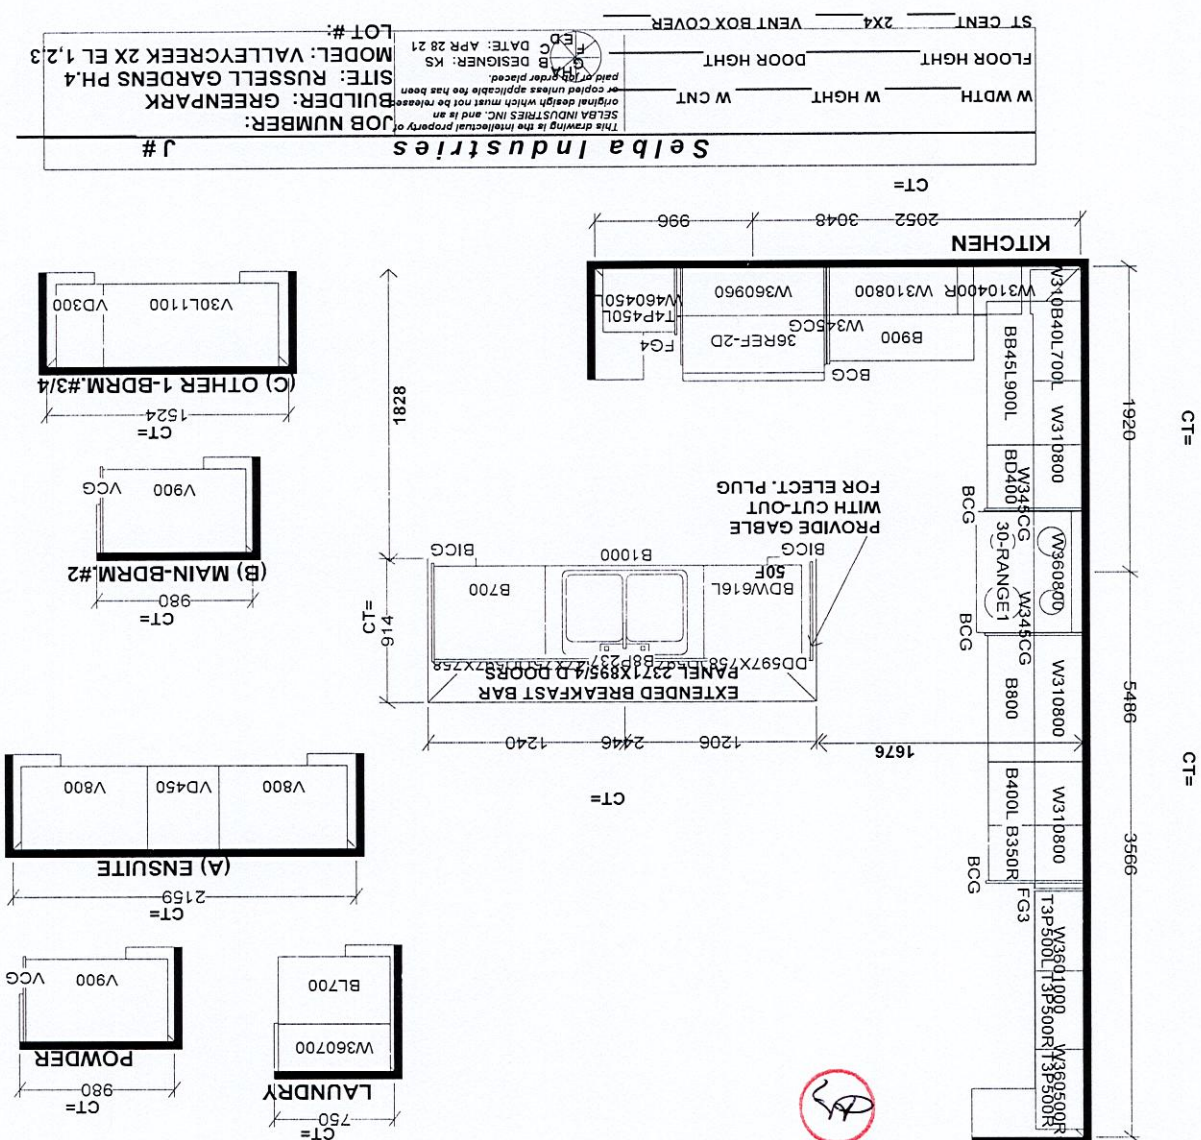 CT=
750
LAUNDRY
W360700
BL700
CT=
980
POWDER
V900
VCG
CT=
2159
(A) ENSUITE
V800
VD450
V800
CT=
980
(B) MAIN-BDRM.#2
V900
VCG
CT=
1524
(C) OTHER 1-BDRM.#3/4
V30L1100
VD300
W360500R
T3P500R
T3P500R
W3601000
T3P500L
FG3
BCG
B350R
B400L
W310800
B800
W310800
BCG
W345CG
30-RANGE1
W360800
W345CG
BCG
BD400
W310800
BB45L900L
W310B40L700L
3566
5486
1920
CT=
CT=
CT=
1676
1206
2446
1240
EXTENDED BREAKFAST BAR
PANEL 2371X895/4 D DOORS
914
CT=
BDW616L
50F
B1000
B700
BICG
BICG
PROVIDE GABLE
WITH CUT-OUT
FOR ELECT. PLUG
1828
BCG
B900
W345CG
36REF-2D
FG4
T4P450L
W460450L
W310400R
W310800
W360960
KITCHEN
2052
3048
996
CT=
Selba Industries
J#
W WDTH
W HGHT
W CNT
FLOOR HGHT
DOOR HGHT
ST CENT
2X4
VENT BOX COVER
This drawing is the intellectual property of
SELBA INDUSTRIES INC. and is an
original design which must not be released
or copied unless applicable fee has been
paid or job order placed.
A
B
C
D
E
F
G
H
DESIGNER: KS
DATE: APR 28 21
JOB NUMBER:
BUILDER: GREENPARK
SITE: RUSSELL GARDENS PH.4
MODEL: VALLEYCREEK 2X EL 1,2,3
LOT #: